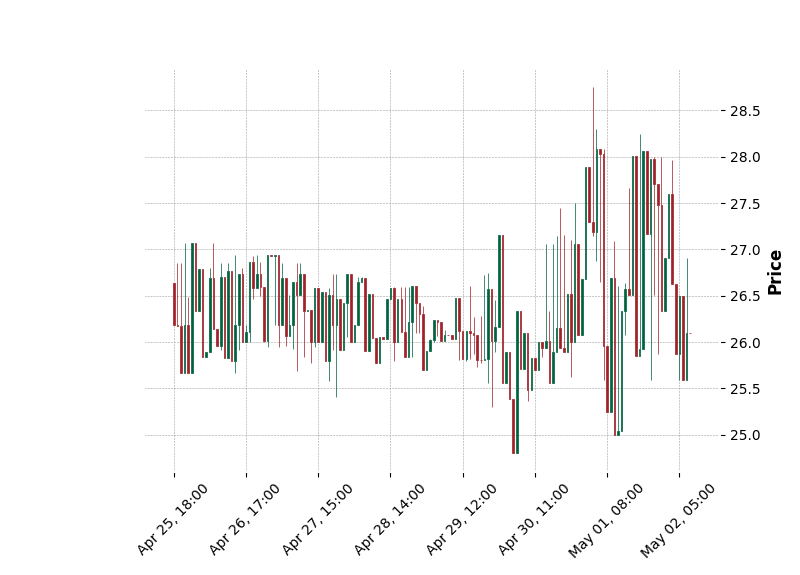 28.5
28.0
27.5
27.0
26.5
26.0
25.5
25.0
Price
Apr 25, 18:00
Apr 26, 17:00
Apr 27, 15:00
Apr 28, 14:00
Apr 29, 12:00
Apr 30, 11:00
May 01, 08:00
May 02, 05:00